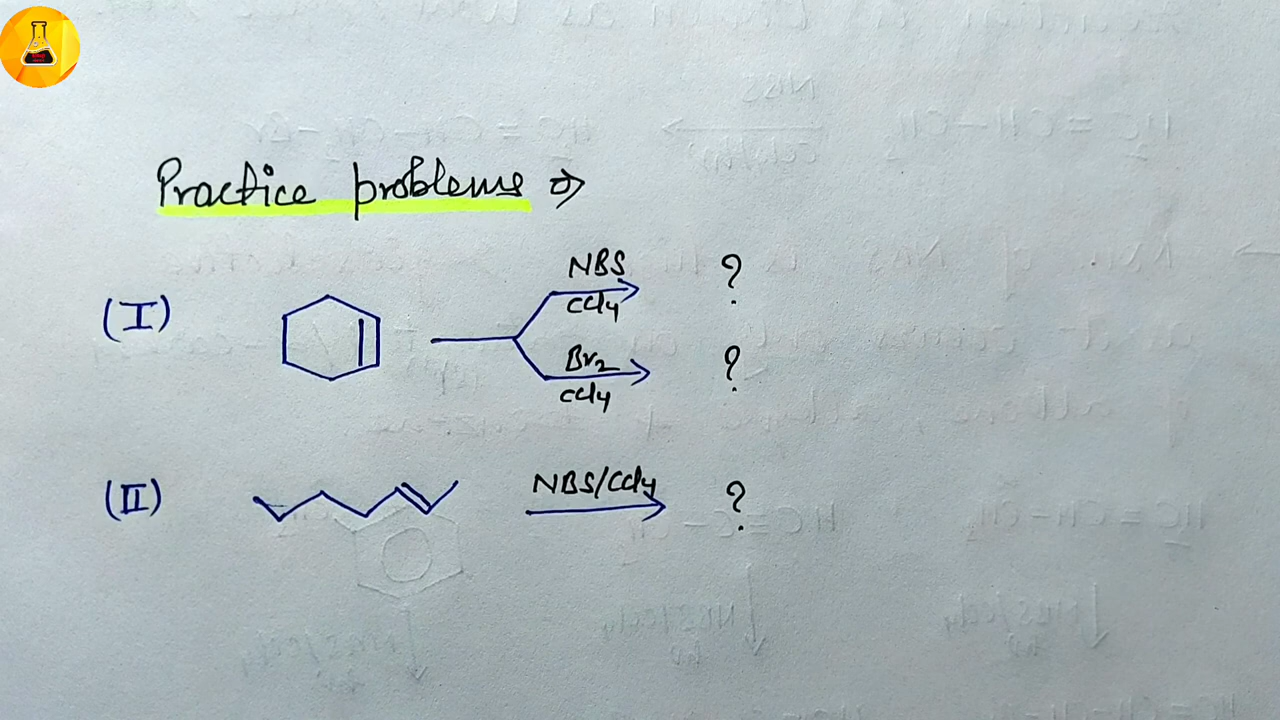 Practice problems ⇒
(I) NBS ?
CCl4
Br2 ?
CCl4
(II) NBS/CCl4 ?